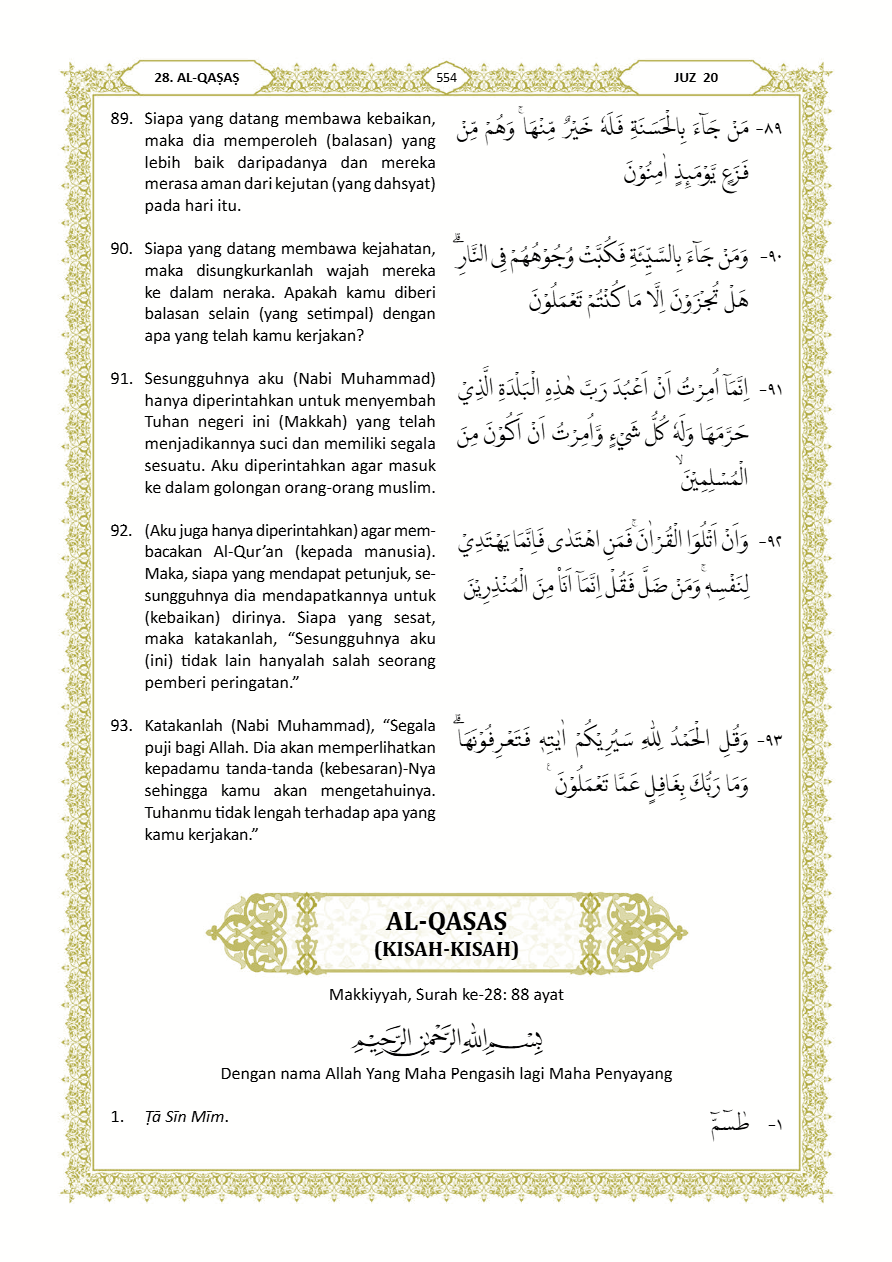 28. AL-QAṢAṢ
554
JUZ 20
89. Siapa yang datang membawa kebaikan,
maka dia memperoleh (balasan) yang
lebih baik daripadanya dan mereka
merasa aman dari kejutan (yang dahsyat)
pada hari itu.
٨٩- مَنْ جَاۤءَ بِالْحَسَنَةِ فَلَهٗ خَيْرٌ مِّنْهَاۚ وَهُمْ مِّنْ
فَزَعٍ يَّوْمَىِٕذٍ اٰمِنُوْنَ
90. Siapa yang datang membawa kejahatan,
maka disungkurkanlah wajah mereka
ke dalam neraka. Apakah kamu diberi
balasan selain (yang setimpal) dengan
apa yang telah kamu kerjakan?
٩٠- وَمَنْ جَاۤءَ بِالسَّيِّئَةِ فَكُبَّتْ وُجُوْهُهُمْ فِى النَّارِۗ
هَلْ تُجْزَوْنَ اِلَّا مَا كُنْتُمْ تَعْمَلُوْنَ
91. Sesungguhnya aku (Nabi Muhammad)
hanya diperintahkan untuk menyembah
Tuhan negeri ini (Makkah) yang telah
menjadikannya suci dan memiliki segala
sesuatu. Aku diperintahkan agar masuk
ke dalam golongan orang-orang muslim.
٩١- اِنَّمَآ اُمِرْتُ اَنْ اَعْبُدَ رَبَّ هٰذِهِ الْبَلْدَةِ الَّذِيْ
حَرَّمَهَا وَلَهٗ كُلُّ شَيْءٍ وَّاُمِرْتُ اَنْ اَكُوْنَ مِنَ
الْمُسْلِمِيْنَۙ
92. (Aku juga hanya diperintahkan) agar mem-
bacakan Al-Qur’an (kepada manusia).
Maka, siapa yang mendapat petunjuk, se-
sungguhnya dia mendapatkannya untuk
(kebaikan) dirinya. Siapa yang sesat,
maka katakanlah, “Sesungguhnya aku
(ini) tidak lain hanyalah salah seorang
pemberi peringatan.”
٩٢- وَاَنْ اَتْلُوَا الْقُرْاٰنَۚ فَمَنِ اهْتَدٰى فَاِنَّمَا يَهْتَدِيْ
لِنَفْسِهٖۚ وَمَنْ ضَلَّ فَقُلْ اِنَّمَآ اَنَا۠ مِنَ الْمُنْذِرِيْنَ
93. Katakanlah (Nabi Muhammad), “Segala
puji bagi Allah. Dia akan memperlihatkan
kepadamu tanda-tanda (kebesaran)-Nya
sehingga kamu akan mengetahuinya.
Tuhanmu tidak lengah terhadap apa yang
kamu kerjakan.”
٩٣- وَقُلِ الْحَمْدُ لِلّٰهِ سَيُرِيْكُمْ اٰيٰتِهٖ فَتَعْرِفُوْنَهَاۗ
وَمَا رَبُّكَ بِغَافِلٍ عَمَّا تَعْمَلُوْنَ ࣖ
AL-QAṢAṢ
(KISAH-KISAH)
Makkiyyah, Surah ke-28: 88 ayat
بِسْمِ اللّٰهِ الرَّحْمٰنِ الرَّحِيْمِ
Dengan nama Allah Yang Maha Pengasih lagi Maha Penyayang
1. Ṭā Sīn Mīm.
١- طٰسۤمّۤ